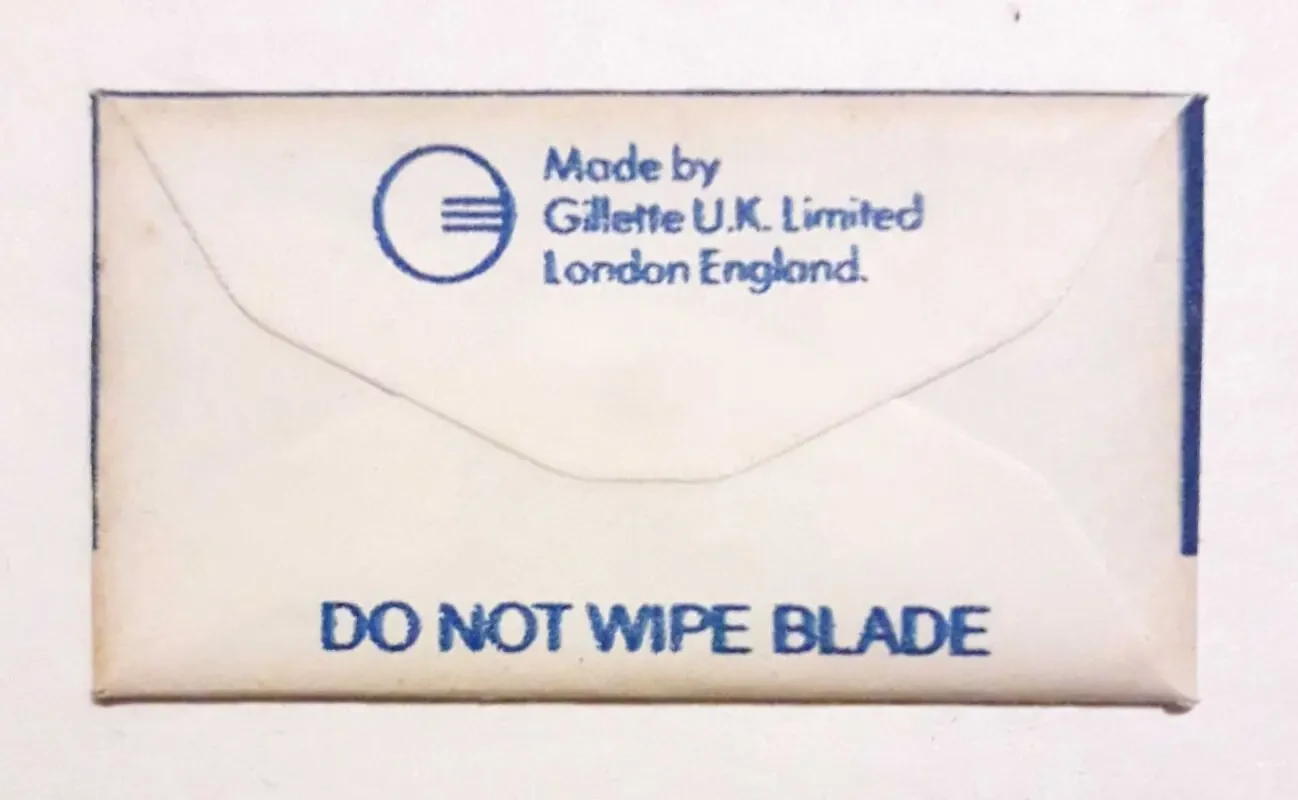 Made by
Gillette U.K. Limited
London England.
DO NOT WIPE BLADE